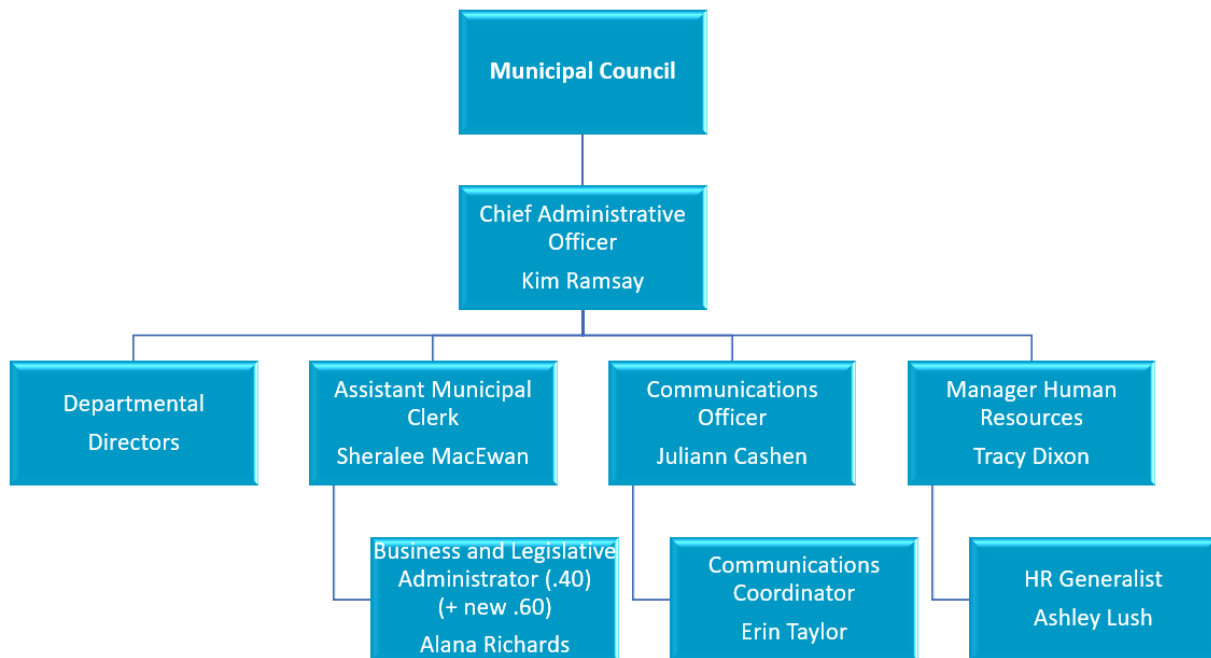 Municipal Council
Chief Administrative
Officer
Kim Ramsay
Departmental
Directors
Assistant Municipal
Clerk
Sheralee MacEwan
Communications
Officer
Juliann Cashen
Manager Human
Resources
Tracy Dixon
Business and Legislative
Administrator (.40)
(+ new .60)
Alana Richards
Communications
Coordinator
Erin Taylor
HR Generalist
Ashley Lush